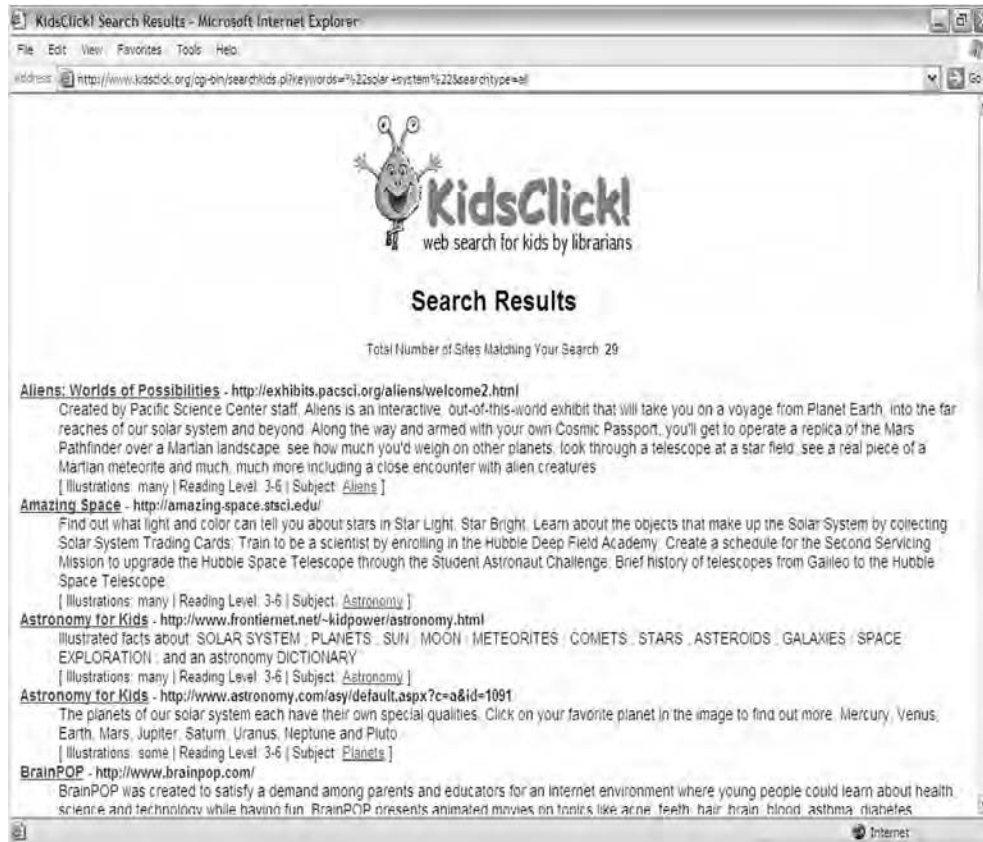 KidsClick! Search Results - Microsoft Internet Explorer
File Edit View Favorites Tools Help
Address http://www.kidsclick.org/cgi-bin/searchkids.pl?keywords=%22solar+system%22&searchtype=all Go
KidsClick!
web search for kids by librarians
Search Results
Total Number of Sites Matching Your Search: 29
Aliens: Worlds of Possibilities - http://exhibits.pacsci.org/aliens/welcome2.html
Created by Pacific Science Center staff, Aliens is an interactive, out-of-this-world exhibit that will take you on a voyage from Planet Earth, into the far
reaches of our solar system and beyond. Along the way and armed with your own Cosmic Passport, you'll get to operate a replica of the Mars
Pathfinder over a Martian landscape, see how much you'd weigh on other planets, look through a telescope at a star field, see a real piece of a
Martian meteorite and much, much more including a close encounter with alien creatures.
[ Illustrations: many | Reading Level: 3-6 | Subject: Aliens ]
Amazing Space - http://amazing-space.stsci.edu/
Find out what light and color can tell you about stars in Star Light, Star Bright. Learn about the objects that make up the Solar System by collecting
Solar System Trading Cards; Train to be a scientist by enrolling in the Hubble Deep Field Academy; Create a schedule for the Second Servicing
Mission to upgrade the Hubble Space Telescope through the Student Astronaut Challenge; Brief history of telescopes from Galileo to the Hubble
Space Telescope.
[ Illustrations: many | Reading Level: 3-6 | Subject: Astronomy ]
Astronomy for Kids - http://www.frontiernet.net/~kidpower/astronomy.html
Illustrated facts about: SOLAR SYSTEM ; PLANETS ; SUN ; MOON ; METEORITES ; COMETS ; STARS ; ASTEROIDS ; GALAXIES ; SPACE
EXPLORATION ; and an astronomy DICTIONARY
[ Illustrations: many | Reading Level: 3-6 | Subject: Astronomy ]
Astronomy for Kids - http://www.astronomy.com/asy/default.aspx?c=a&id=1091
The planets of our solar system each have their own special qualities. Click on your favorite planet in the image to find out more. Mercury, Venus,
Earth, Mars, Jupiter, Saturn, Uranus, Neptune and Pluto
[ Illustrations: some | Reading Level: 3-6 | Subject: Planets ]
BrainPOP - http://www.brainpop.com/
BrainPOP was created to satisfy a demand among parents and educators for an Internet environment where young people could learn about health,
science and technology while having fun. BrainPOP presents animated movies on topics like acne, teeth, hair, brain, blood, asthma, diabetes,
Internet